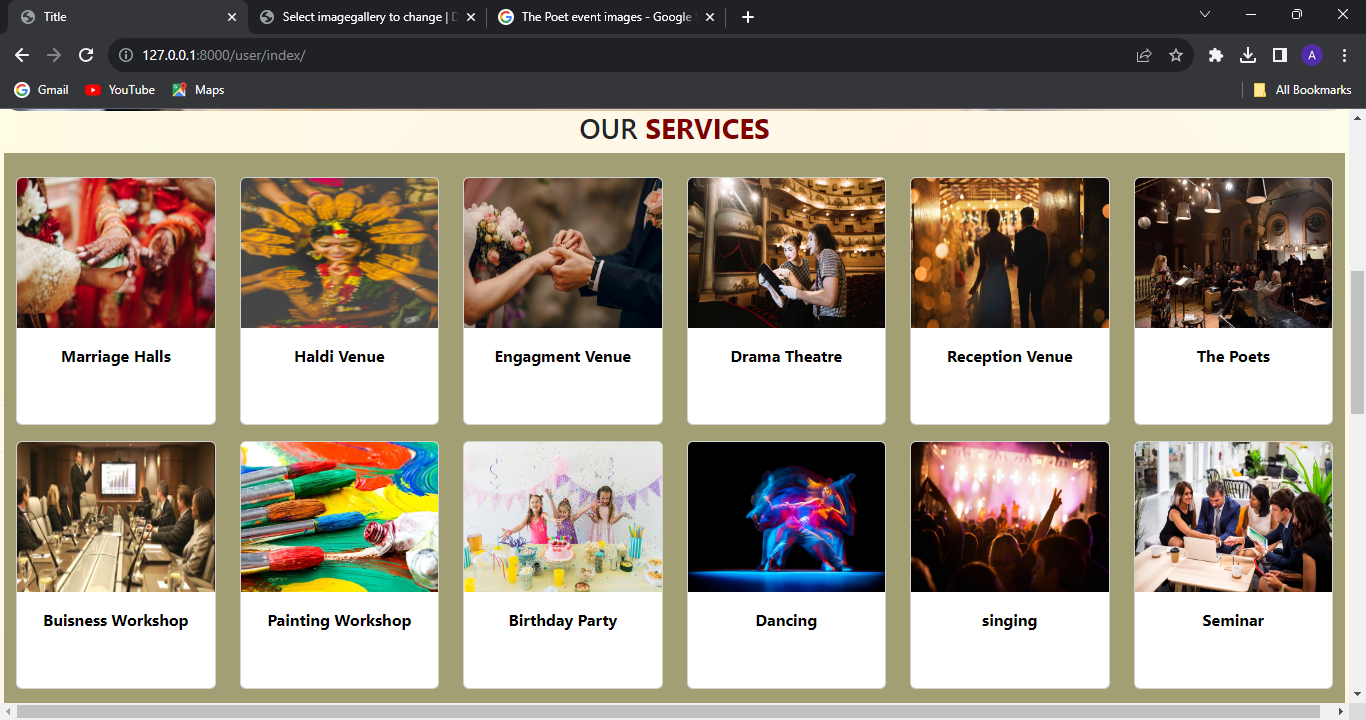 Title
Select imagegallery to change | D
The Poet event images - Google S
127.0.0.1:8000/user/index/
A
Gmail
YouTube
Maps
All Bookmarks
OUR SERVICES
Marriage Halls
Haldi Venue
Engagment Venue
Drama Theatre
Reception Venue
The Poets
Buisness Workshop
Painting Workshop
Birthday Party
Dancing
singing
Seminar